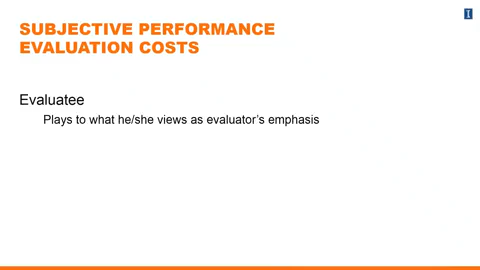 SUBJECTIVE PERFORMANCE
EVALUATION COSTS
Evaluatee
Plays to what he/she views as evaluator's emphasis